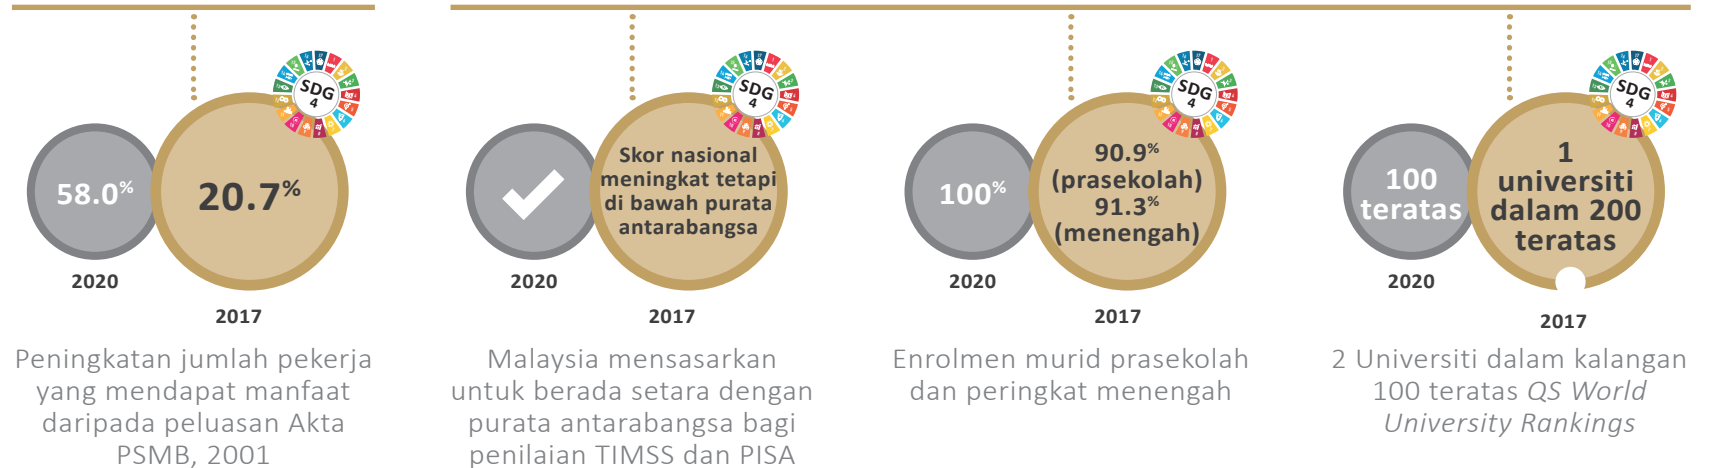 SDG
4
58.0%
20.7%
2020
2017
Peningkatan jumlah pekerja
yang mendapat manfaat
daripada peluasan Akta
PSMB, 2001
SDG
4
Skor nasional
meningkat tetapi
di bawah purata
antarabangsa
2020
2017
Malaysia mensasarkan
untuk berada setara dengan
purata antarabangsa bagi
penilaian TIMSS dan PISA
SDG
4
100%
90.9%
(prasekolah)
91.3%
(menengah)
2020
2017
Enrolmen murid prasekolah
dan peringkat menengah
SDG
4
100
teratas
1
universiti
dalam 200
teratas
2020
2017
2 Universiti dalam kalangan
100 teratas QS World
University Rankings